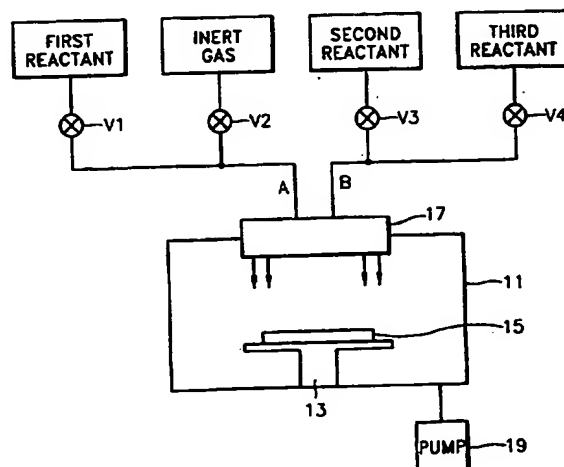 FIRST REACTANT
INERT GAS
SECOND REACTANT
THIRD REACTANT
V1
V2
V3
V4
A
B
17
11
15
13
PUMP
19